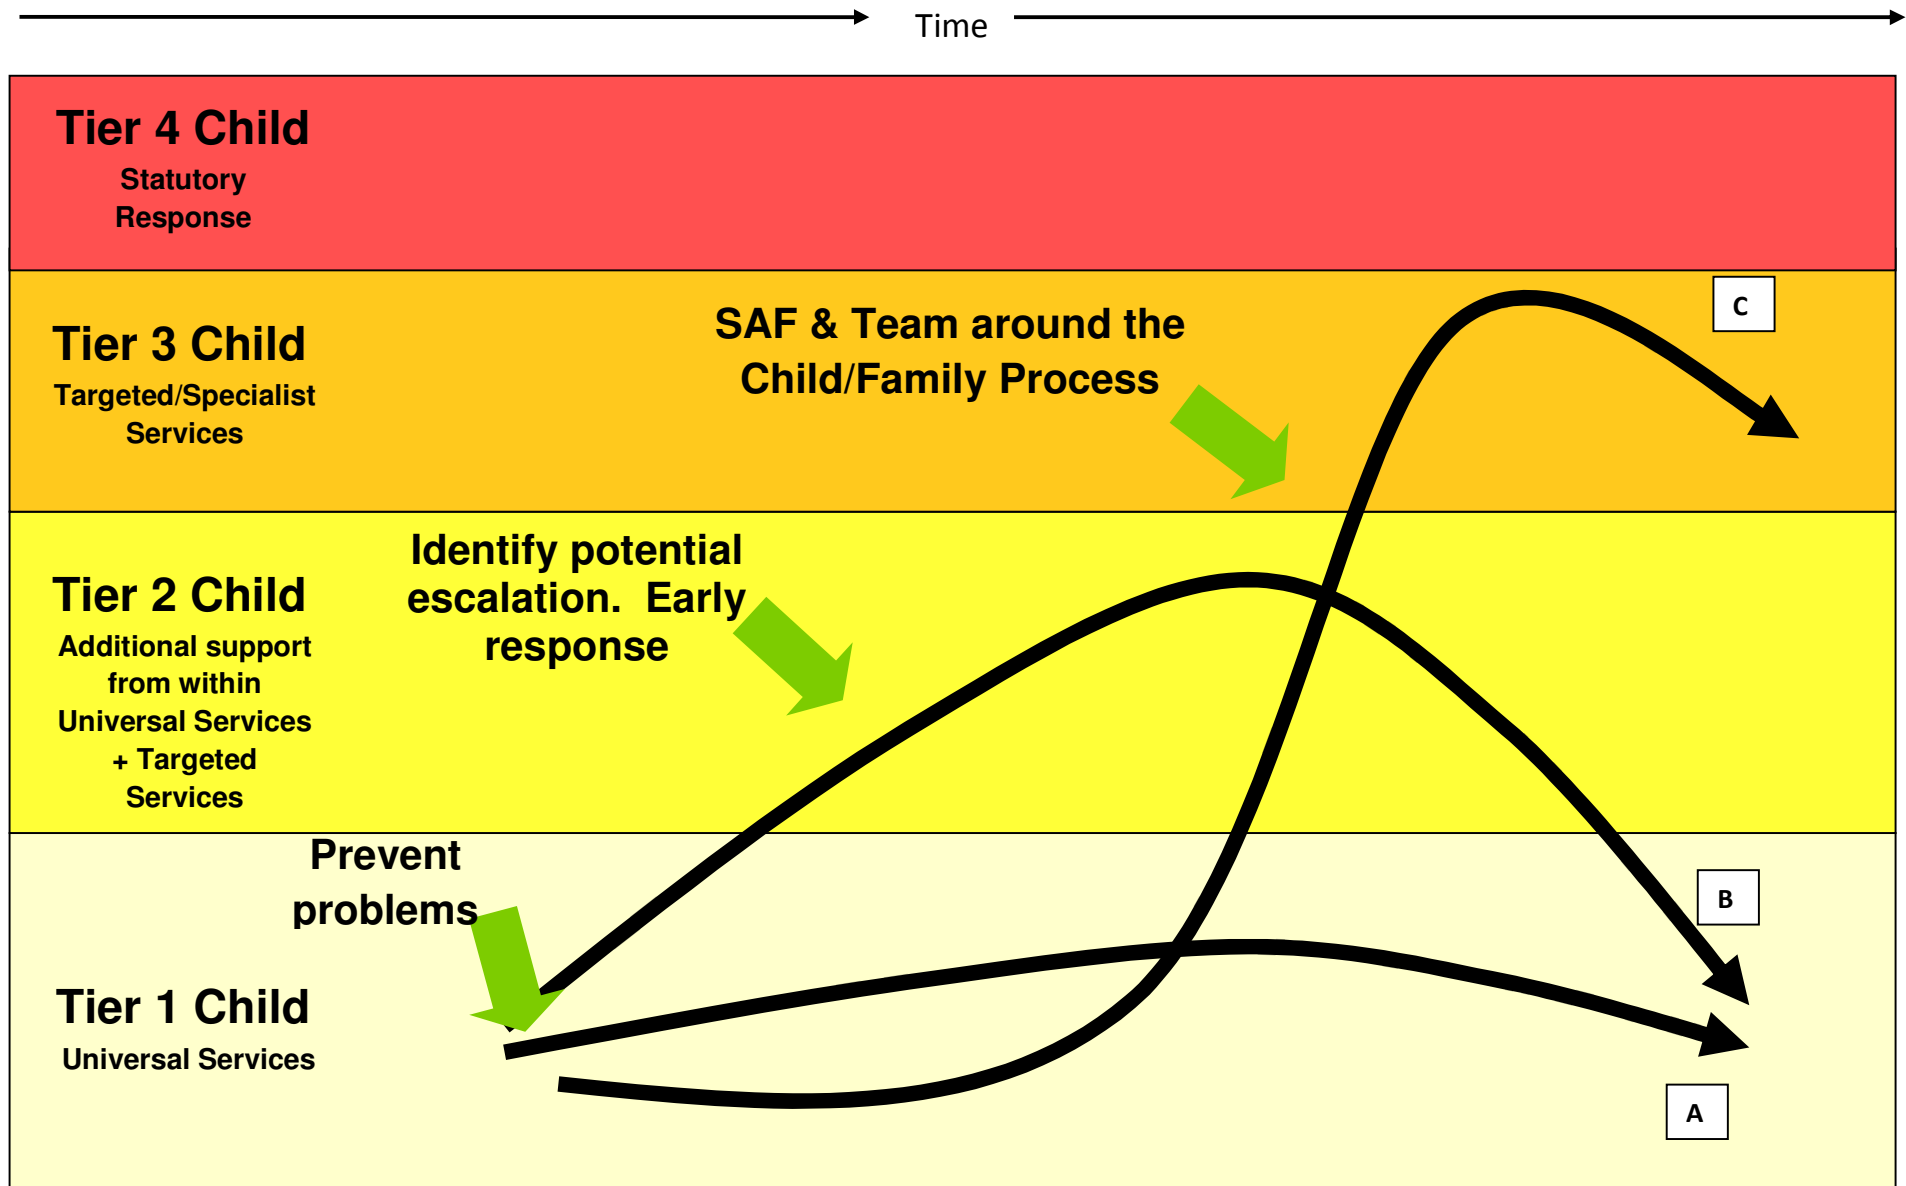 Time
Tier 4 Child
Statutory
Response
Tier 3 Child
Targeted/Specialist
Services
SAF & Team around the
Child/Family Process
C
Tier 2 Child
Additional support
from within
Universal Services
+ Targeted
Services
Identify potential
escalation.  Early
response
Prevent
problems
Tier 1 Child
Universal Services
B
A